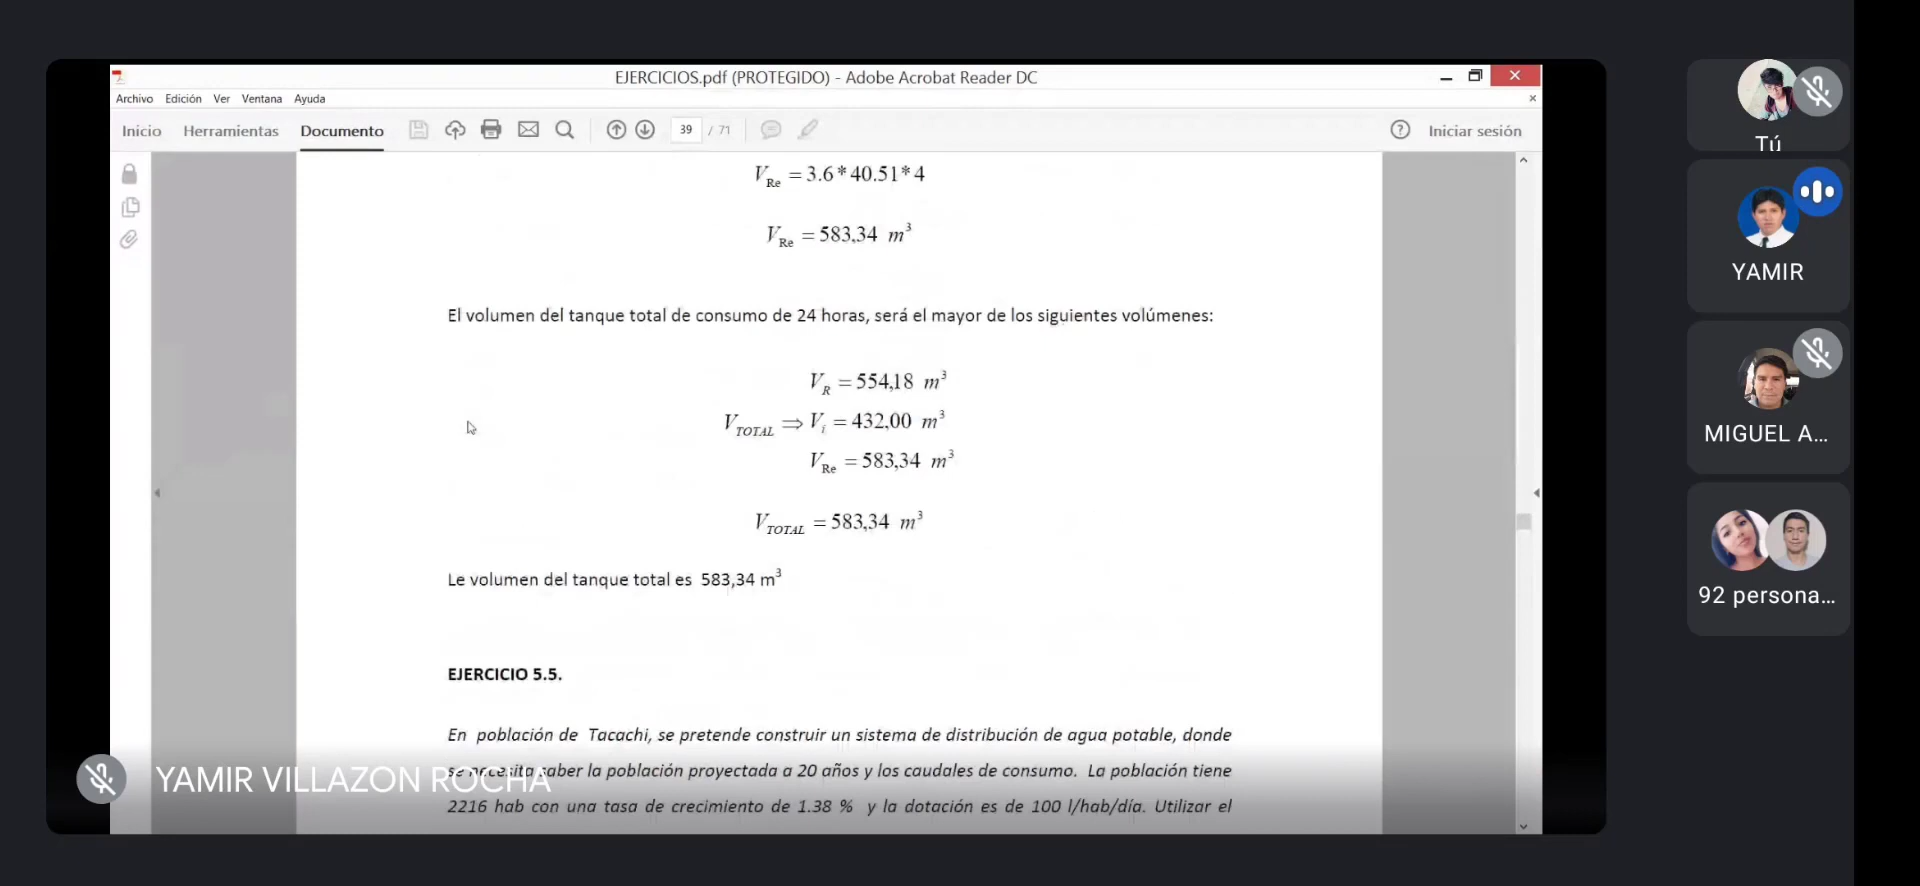 EJERCICIOS.pdf (PROTEGIDO) - Adobe Acrobat Reader DC
Archivo Edición Ver Ventana Ayuda
Inicio Herramientas Documento 39 / 71 Iniciar sesión
V_Re = 3.6 * 40.51 * 4
V_Re = 583,34 m³
El volumen del tanque total de consumo de 24 horas, será el mayor de los siguientes volúmenes:
V_R = 554,18 m³
V_TOTAL ⇒ V_i = 432,00 m³
V_Re = 583,34 m³
V_TOTAL = 583,34 m³
Le volumen del tanque total es 583,34 m³
EJERCICIO 5.5.
En población de Tacachi, se pretende construir un sistema de distribución de agua potable, donde
se necesita saber la población proyectada a 20 años y los caudales de consumo. La población tiene
2216 hab con una tasa de crecimiento de 1.38 % y la dotación es de 100 l/hab/día. Utilizar el
YAMIR VILLAZON ROCHA
Tú
YAMIR
MIGUEL A...
92 persona...